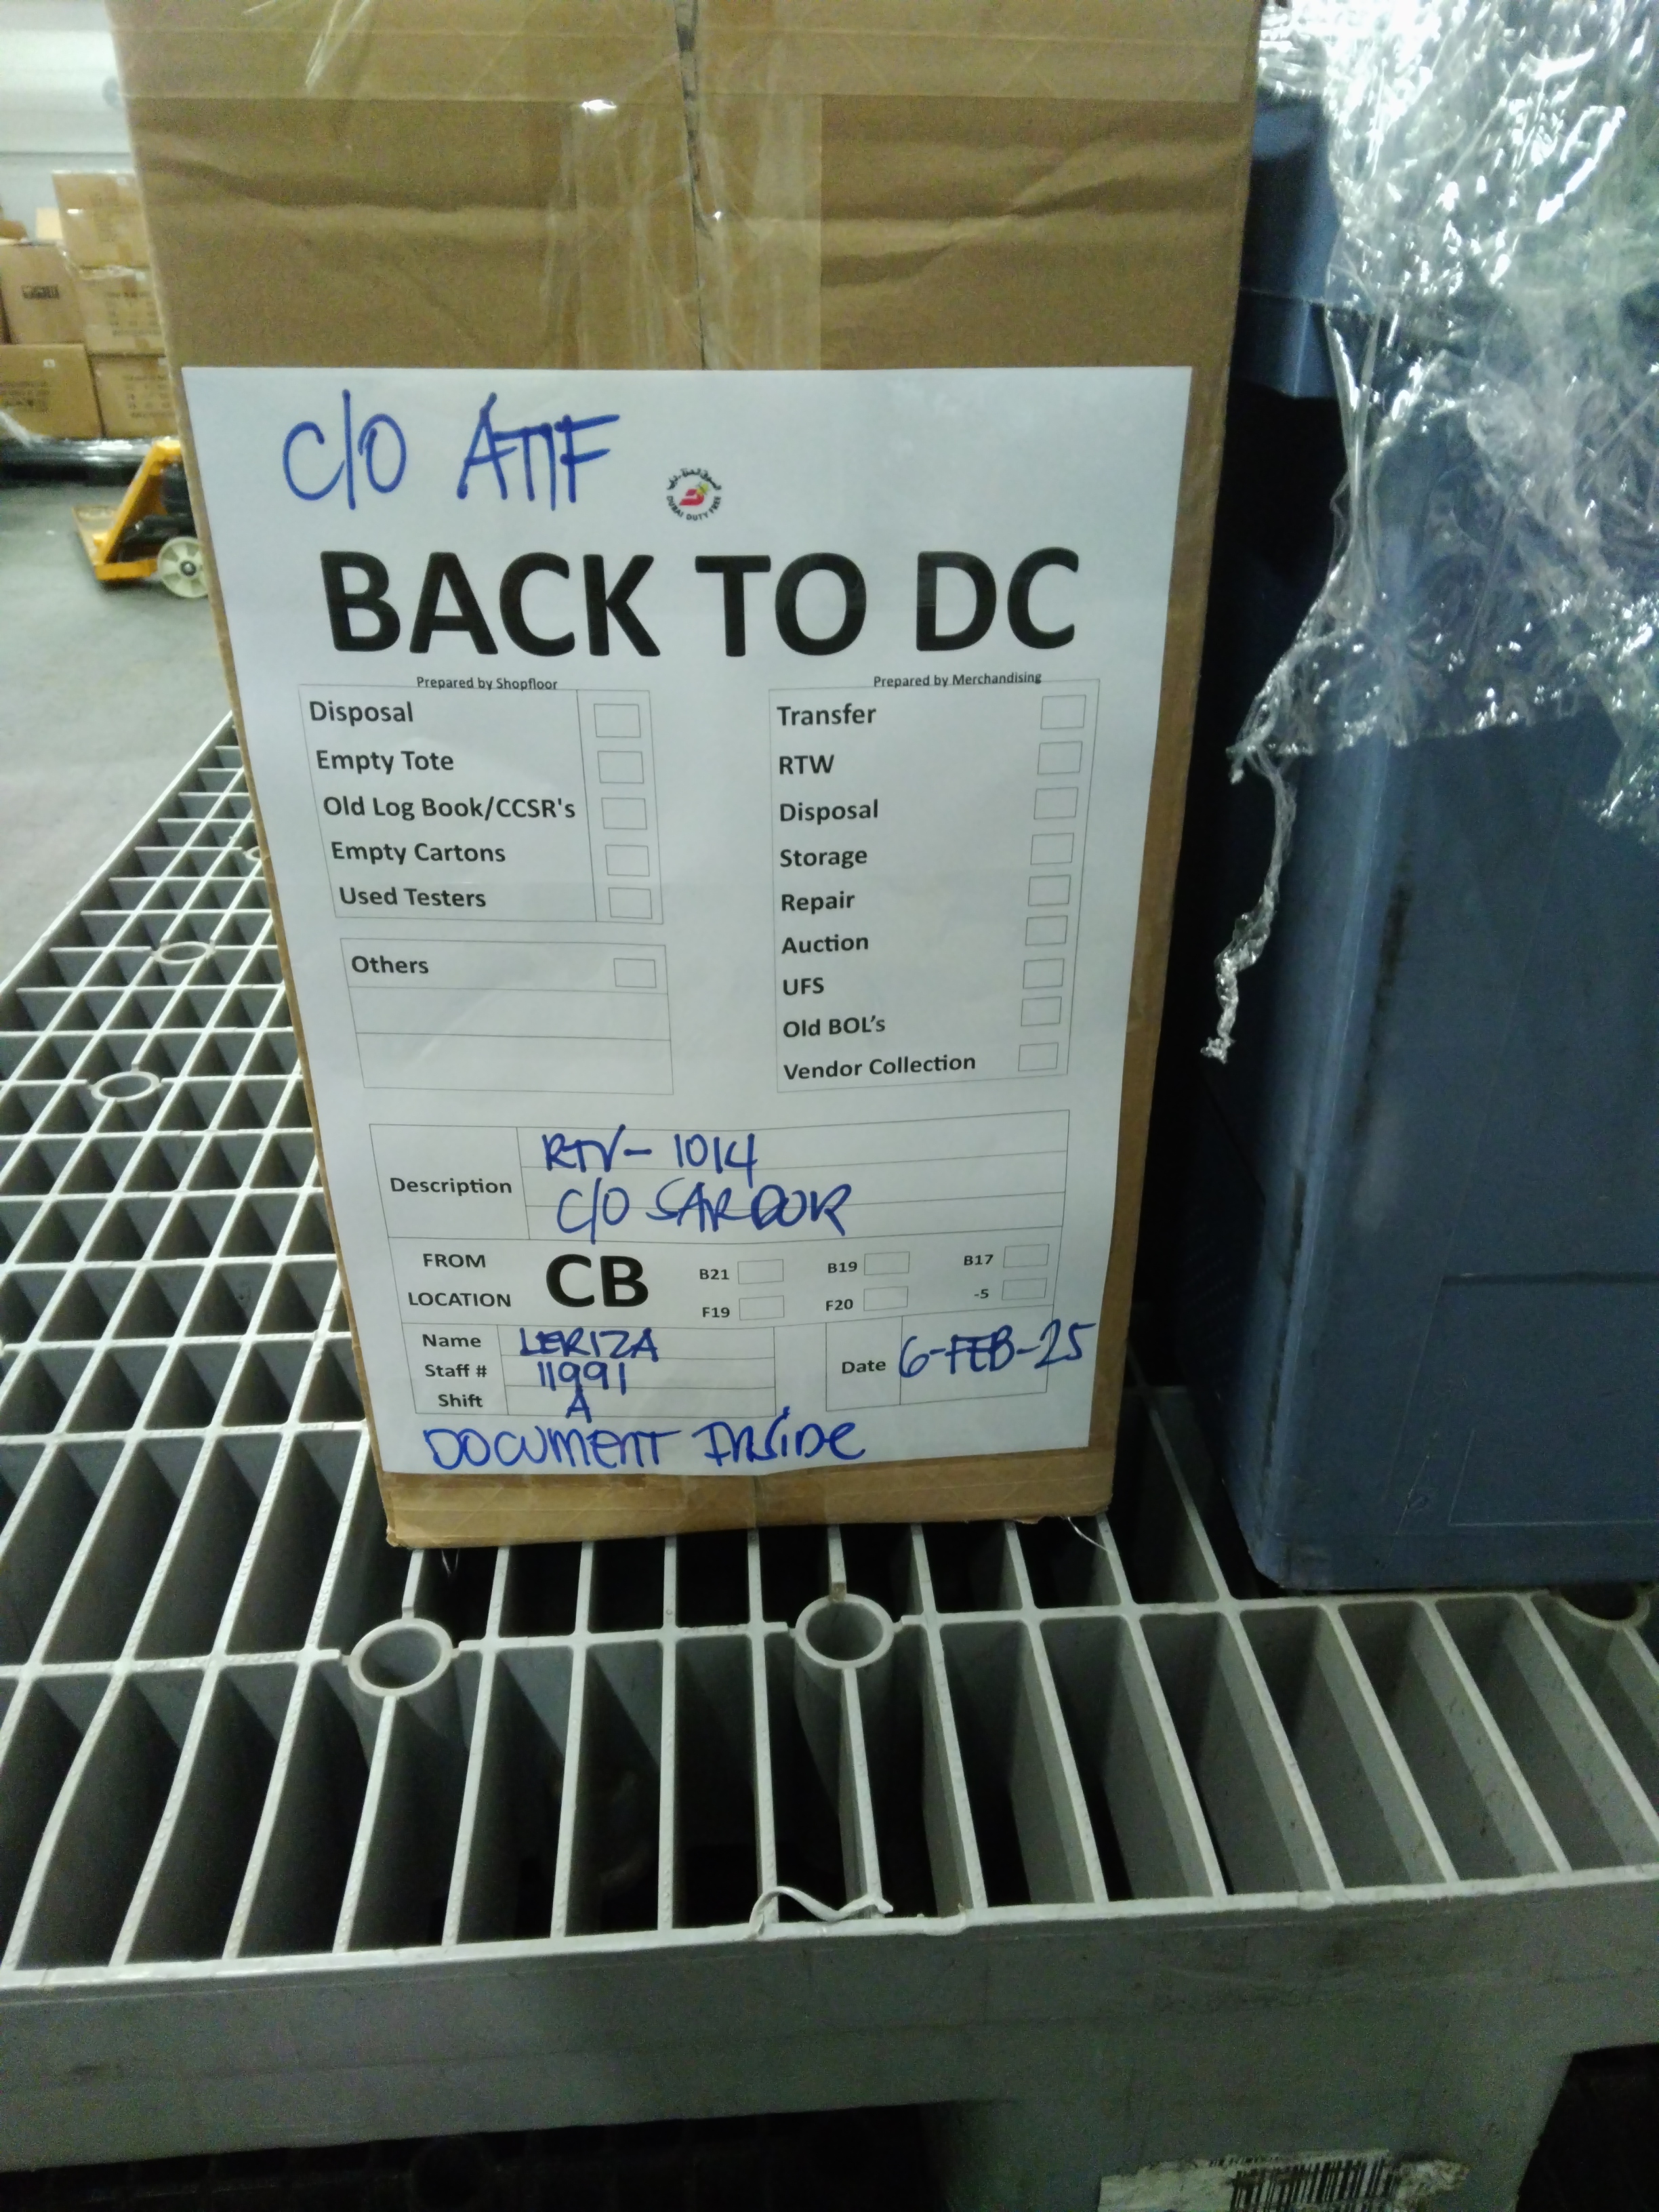 C/O ATIF
DUBAI DUTY FREE
BACK TO DC
Prepared by Shopfloor
Disposal
Empty Tote
Old Log Book/CCSR's
Empty Cartons
Used Testers
Others
Prepared by Merchandising
Transfer
RTW
Disposal
Storage
Repair
Auction
UFS
Old BOL's
Vendor Collection
Description
RTV- 1014
C/O SARDOR
FROM LOCATION CB
B21 B19 B17
F19 F20 -5
Name LERIZA
Staff # 11991
Shift A
Date 6-FEB-25
DOCUMENT INSIDE